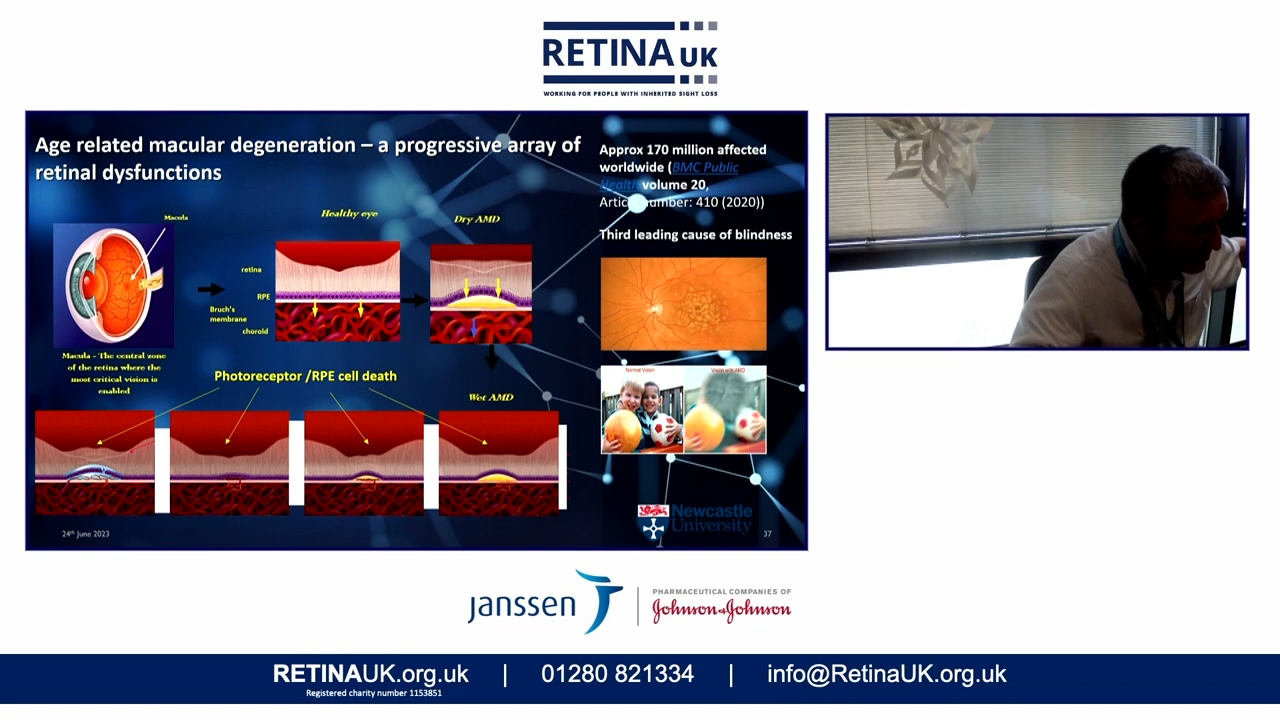 RETINA UK
WORKING FOR PEOPLE WITH INHERITED SIGHT LOSS
Age related macular degeneration – a progressive array of
retinal dysfunctions
Approx 170 million affected
worldwide (BMC Public
Health volume 20,
Article number: 410 (2020))
Third leading cause of blindness
Macula
Healthy eye
Dry AMD
retina
RPE
Bruch's
membrane
choroid
Macula - The central zone
of the retina where the
most critical vision is
enabled
Photoreceptor /RPE cell death
Wet AMD
Normal Vision
Vision with AMD
Newcastle
University
24th June 2023
37
janssen
PHARMACEUTICAL COMPANIES OF
Johnson & Johnson
RETINAUK.org.uk | 01280 821334 | info@RetinaUK.org.uk
Registered charity number 1153851